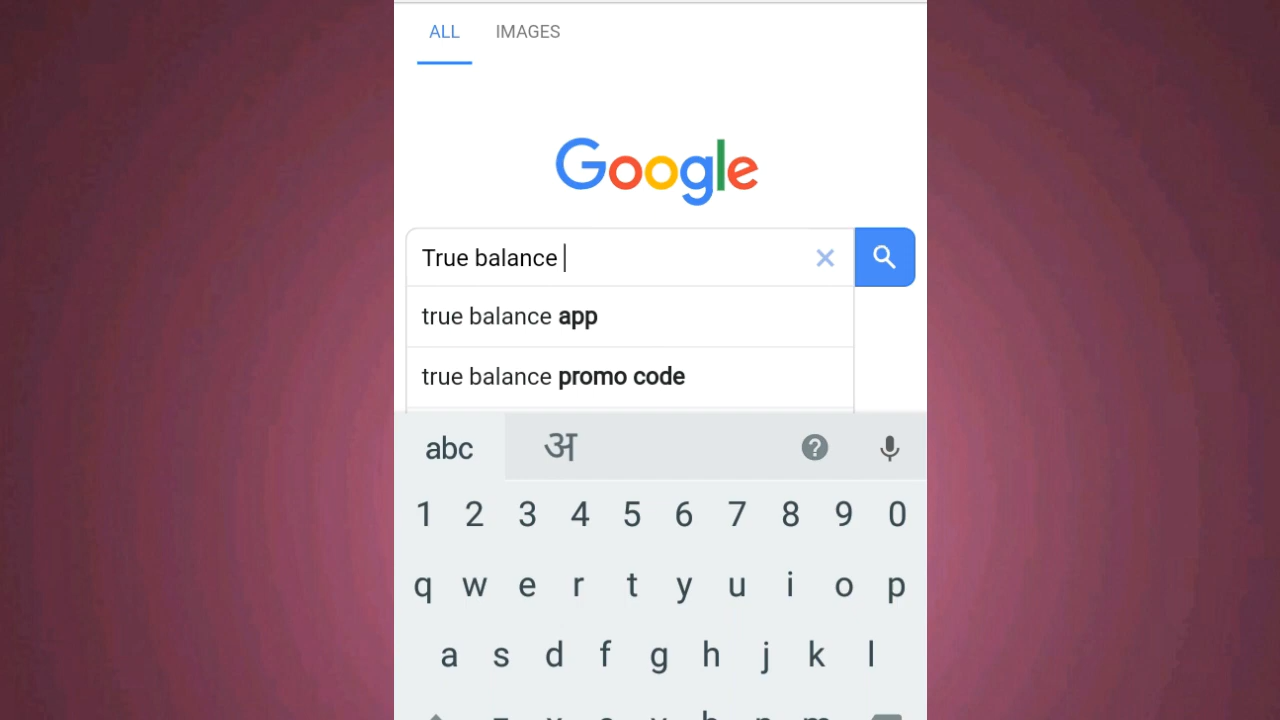 ALL IMAGES
Google
True balance
true balance app
true balance promo code
abc अ ?
1 2 3 4 5 6 7 8 9 0
q w e r t y u i o p
a s d f g h j k l